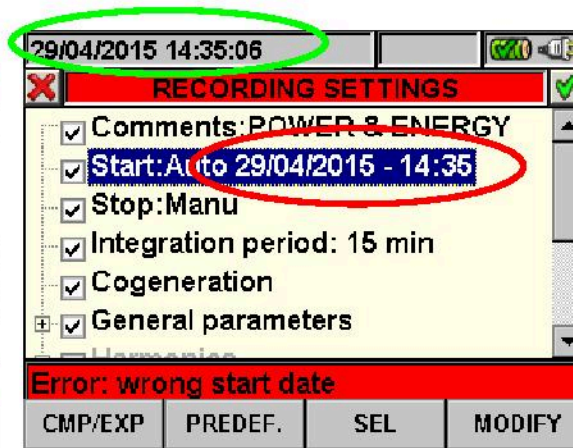 29/04/2015 14:35:06
RECORDING SETTINGS
Comments:POWER & ENERGY
Start:Auto 29/04/2015 - 14:35
Stop:Manu
Integration period: 15 min
Cogeneration
General parameters
Harmonics
Error: wrong start date
CMP/EXP PREDEF. SEL MODIFY